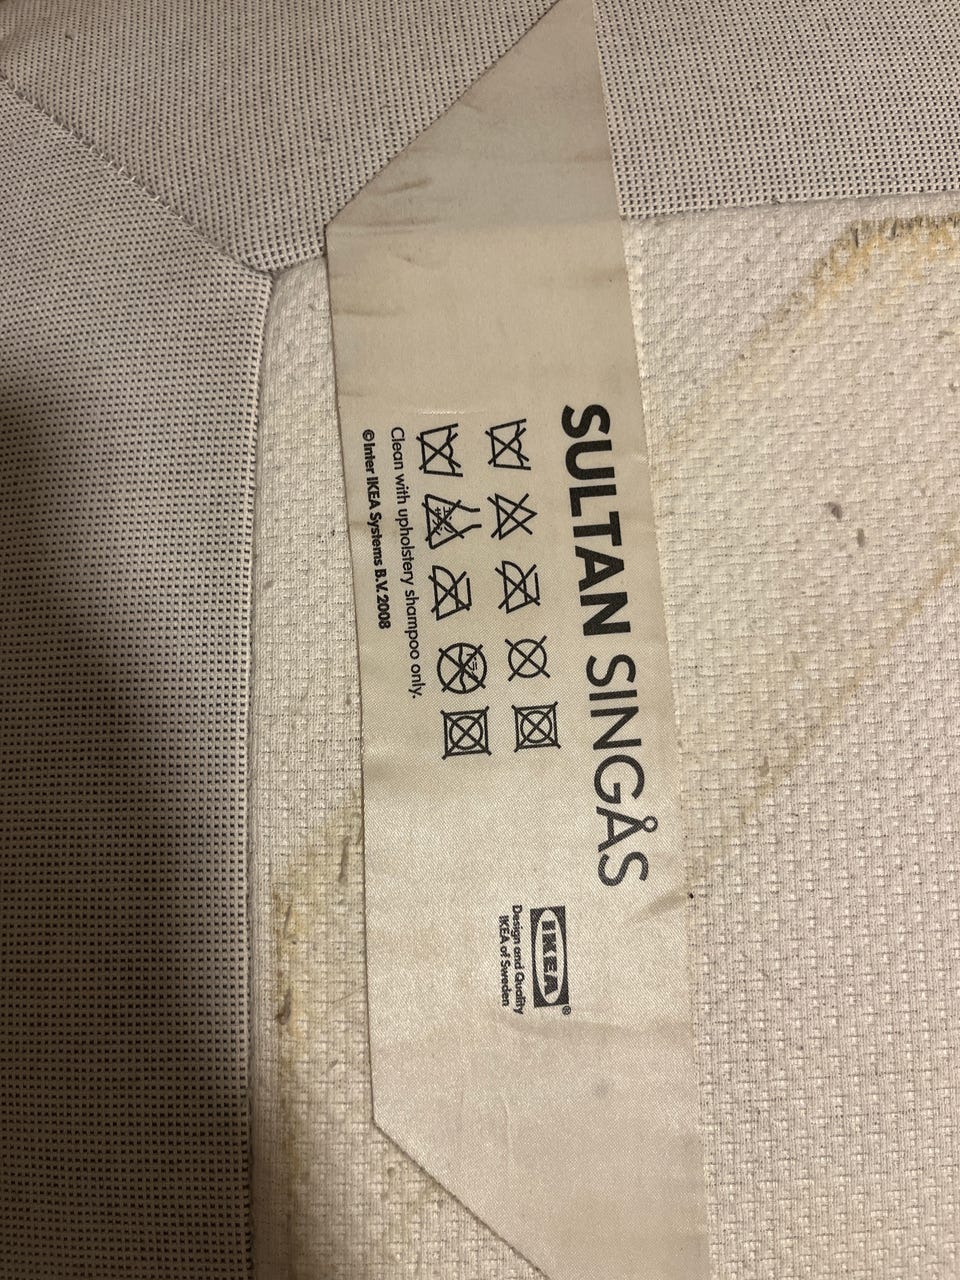 SULTAN SINGÅS
Clean with upholstery shampoo only.
© Inter IKEA Systems B.V. 2008
IKEA®
Design and Quality
IKEA of Sweden